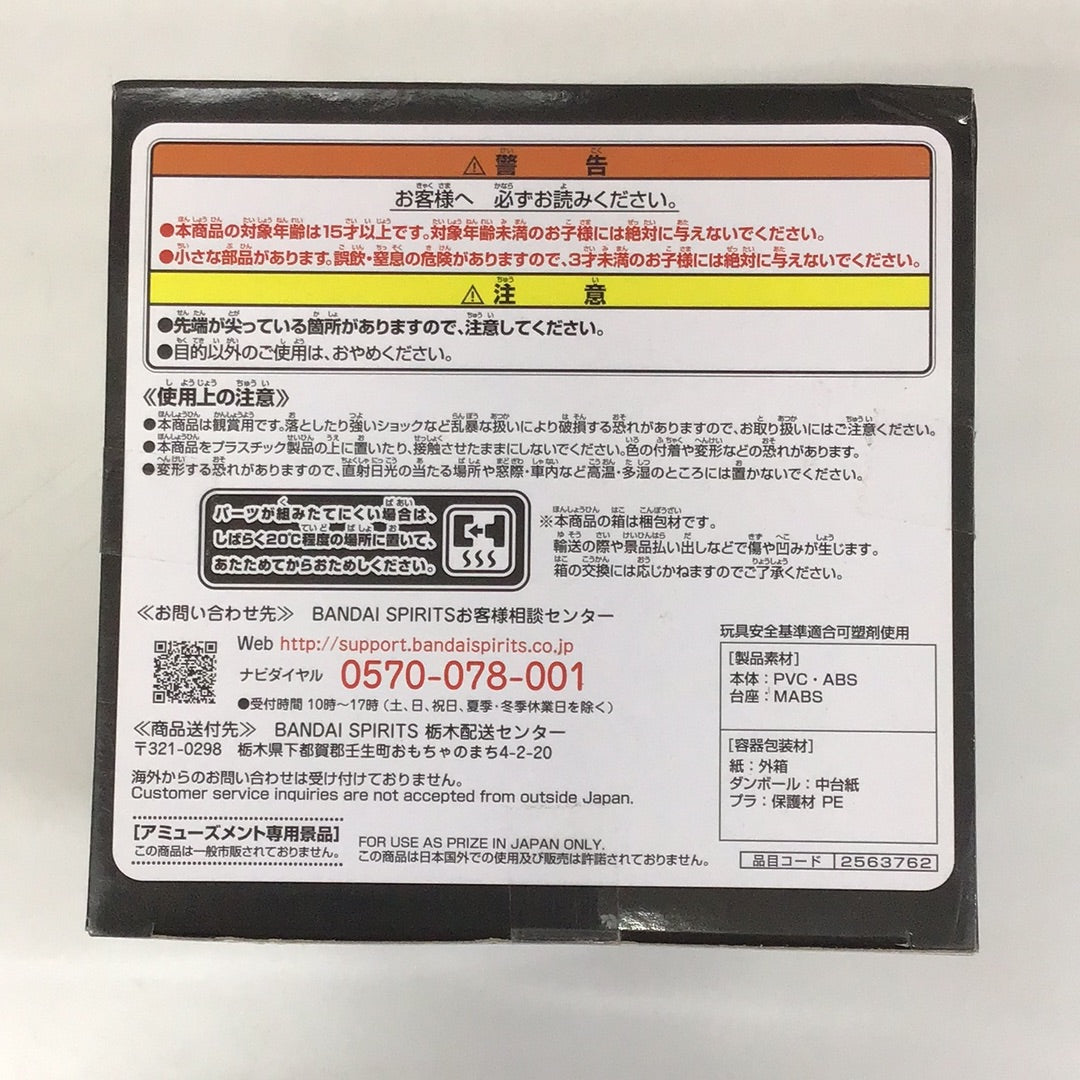 ⚠警告
お客様へ 必ずお読みください。
●本商品の対象年齢は15才以上です。対象年齢未満のお子様には絶対に与えないでください。
●小さな部品があります。誤飲・窒息の危険がありますので、3才未満のお子様には絶対に与えないでください。
⚠注意
●先端が尖っている箇所がありますので、注意してください。
●目的以外のご使用は、おやめください。
≪使用上の注意≫
●本商品は観賞用です。落としたり強いショックなど乱暴な扱いにより破損する恐れがありますので、お取り扱いにはご注意ください。
●本商品をプラスチック製品の上に置いたり、接触させたままにしないでください。色の付着や変形などの恐れがあります。
●変形する恐れがありますので、直射日光の当たる場所や窓際・車内など高温・多湿のところには置かないでください。
パーツが組みたてにくい場合は、
しばらく20℃程度の場所に置いて、
あたためてからおためしください。
※本商品の箱は梱包材です。
輸送の際や景品払い出しなどで傷や凹みが生じます。
箱の交換には応じかねますのでご了承ください。
≪お問い合わせ先≫ BANDAI SPIRITSお客様相談センター
Web http://support.bandaispirits.co.jp
ナビダイヤル 0570-078-001
●受付時間 10時〜17時(土、日、祝日、夏季・冬季休業日を除く)
≪商品送付先≫ BANDAI SPIRITS 栃木配送センター
〒321-0298 栃木県下都賀郡壬生町おもちゃのまち4-2-20
海外からのお問い合わせは受け付けておりません。
Customer service inquiries are not accepted from outside Japan.
[アミューズメント専用景品]
この商品は一般市販されておりません。
FOR USE AS PRIZE IN JAPAN ONLY.
この商品は日本国外での使用及び販売は許諾されておりません。
玩具安全基準適合可塑剤使用
[製品素材]
本体:PVC・ABS
台座:MABS
[容器包装材]
紙:外箱
ダンボール:中台紙
プラ:保護材 PE
品目コード 2563762